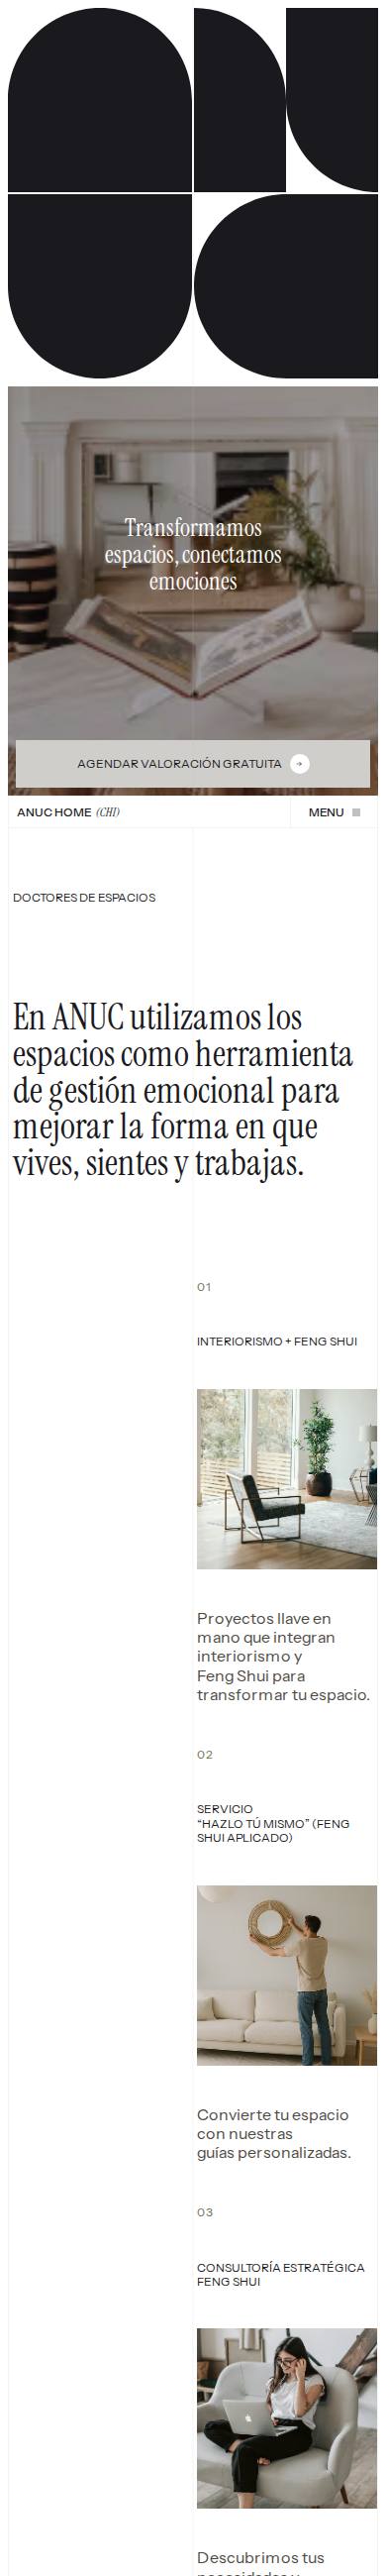 Transformamos
espacios, conectamos
emociones
AGENDAR VALORACIÓN GRATUITA
ANUC HOME (CHI)
MENU
DOCTORES DE ESPACIOS
En ANUC utilizamos los
espacios como herramienta
de gestión emocional para
mejorar la forma en que
vives, sientes y trabajas.
01
INTERIORISMO + FENG SHUI
Proyectos llave en
mano que integran
interiorismo y
Feng Shui para
transformar tu espacio.
02
SERVICIO
“HAZLO TÚ MISMO” (FENG
SHUI APLICADO)
Convierte tu espacio
con nuestras
guías personalizadas.
03
CONSULTORÍA ESTRATÉGICA
FENG SHUI
Descubrimos tus